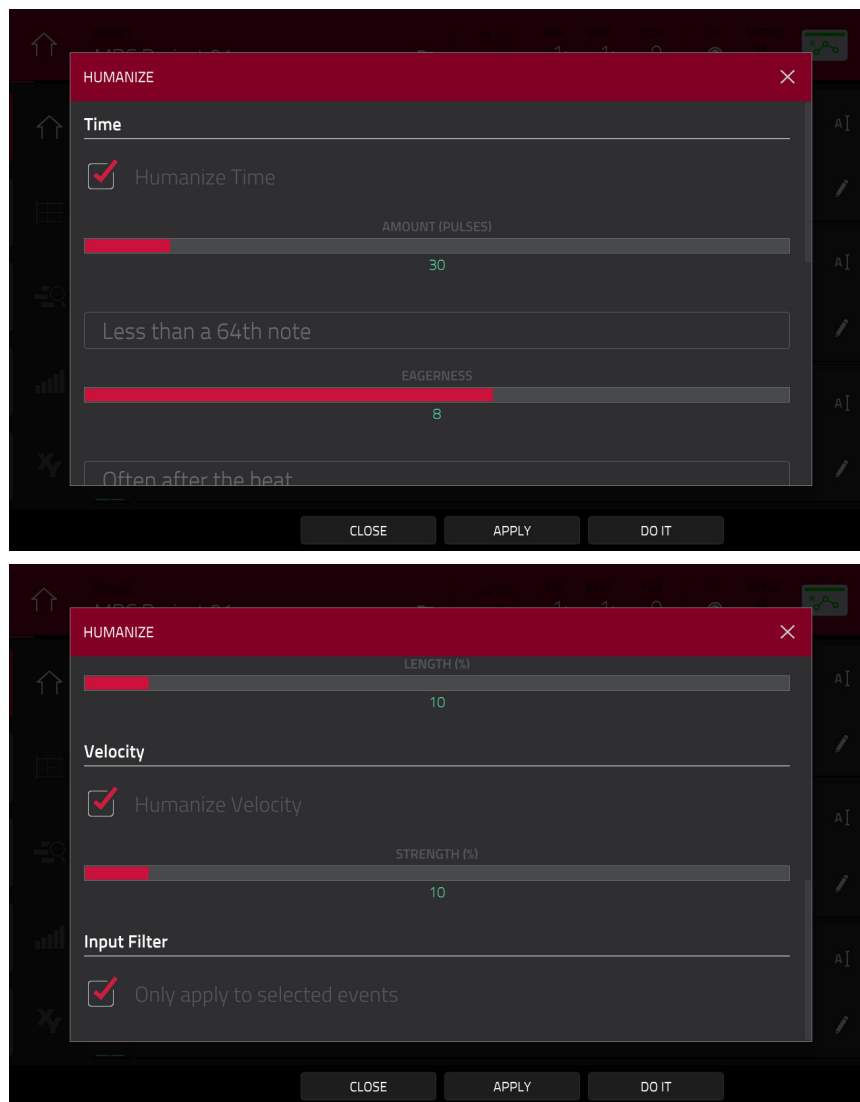 HUMANIZE
Time
Humanize Time
AMOUNT (PULSES)
30
Less than a 64th note
EAGERNESS
8
Often after the beat
CLOSE APPLY DO IT
HUMANIZE
LENGTH (%)
10
Velocity
Humanize Velocity
STRENGTH (%)
10
Input Filter
Only apply to selected events
CLOSE APPLY DO IT